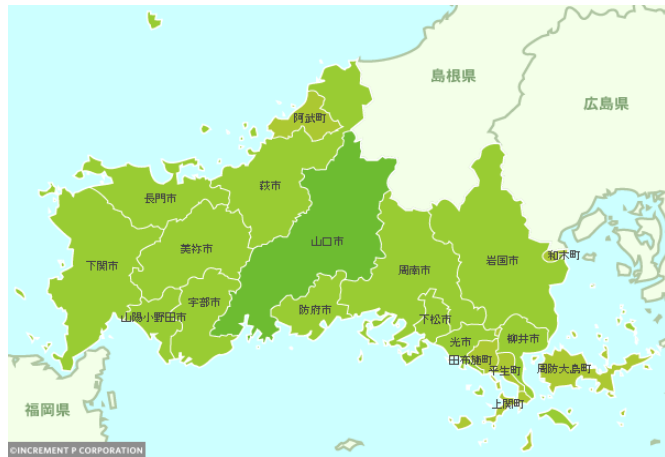 島根県
広島県
阿武町
萩市
長門市
山口市
美祢市
和木町
岩国市
下関市
周南市
宇部市
防府市
山陽小野田市
下松市
光市
柳井市
田布施町
平生町
周防大島町
上関町
福岡県
©INCREMENT P CORPORATION